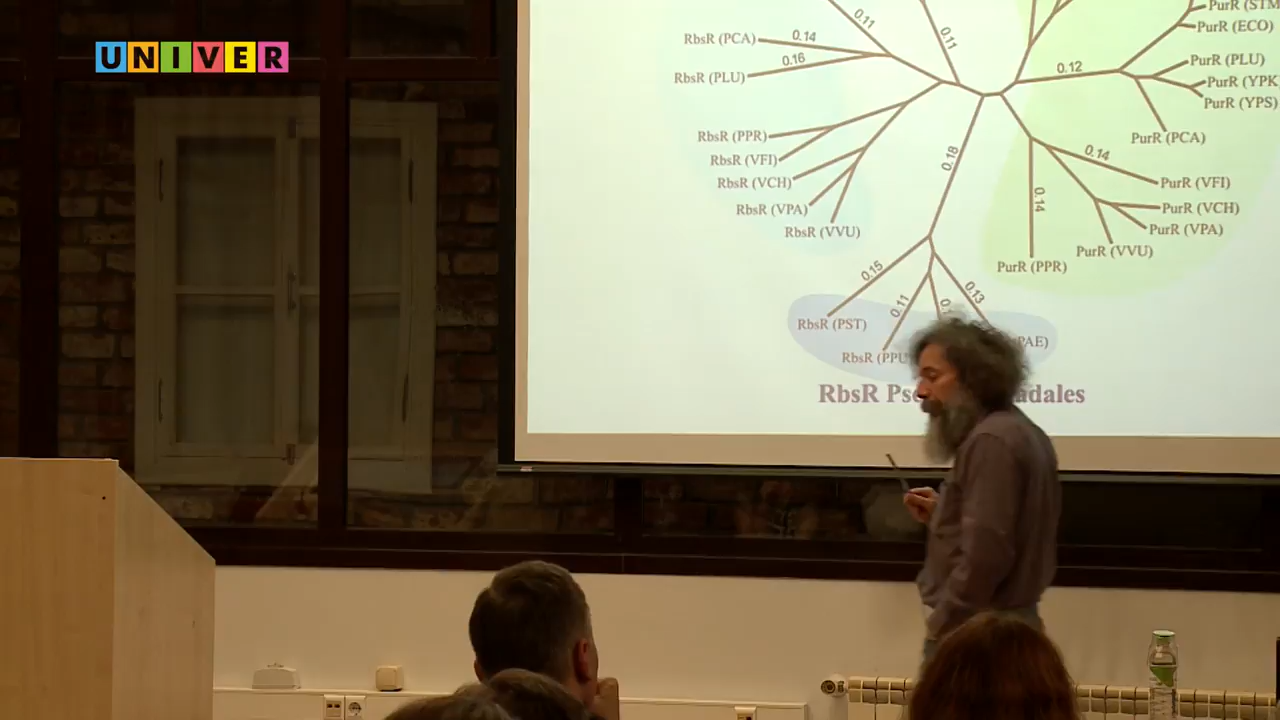 UNIVER
PurR (STM
PurR (ECO)
0.11
0.11
RbsR (PCA)
0.14
0.16
RbsR (PLU)
0.12
PurR (PLU)
PurR (YPK
PurR (YPS)
PurR (PCA)
RbsR (PPR)
RbsR (VFI)
RbsR (VCH)
RbsR (VPA)
RbsR (VVU)
0.18
0.14
0.14
PurR (VFI)
PurR (VCH)
PurR (VPA)
PurR (VVU)
PurR (PPR)
0.15
0.11
0.13
RbsR (PST)
RbsR (PPU
PAE)
RbsR Pse adales